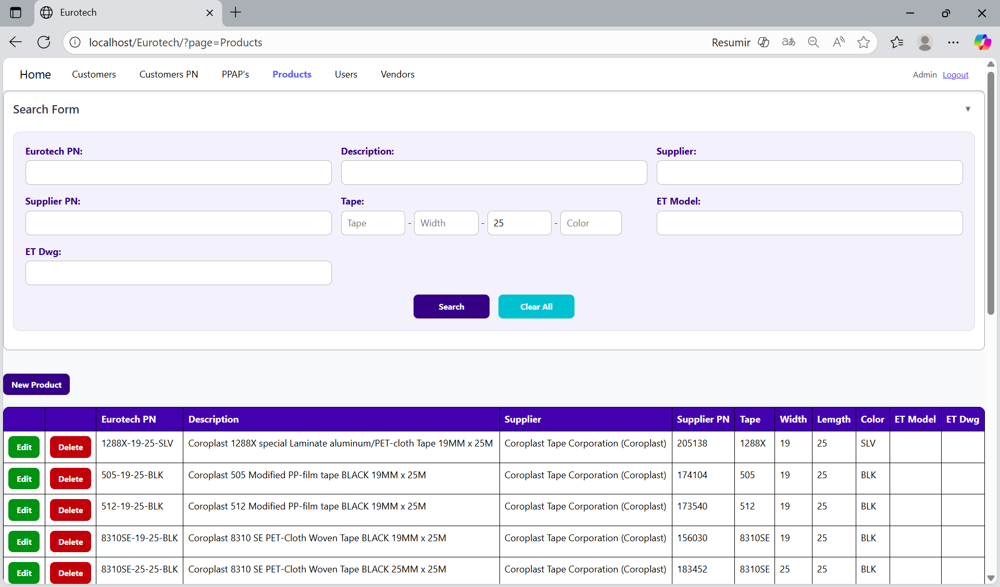 Eurotech
localhost/Eurotech/?page=Products
Resumir
aあ
A
Home Customers Customers PN PPAP's Products Users Vendors Admin Logout
Search Form
Eurotech PN: Description: Supplier:
Supplier PN: Tape: ET Model:
Tape - Width - 25 - Color
ET Dwg:
Search Clear All
New Product
Eurotech PN Description Supplier Supplier PN Tape Width Lemgth Color ET Model ET Dwg
Edit Delete 1288X-19-25-SLV Coroplast 1288X special Laminate aluminum/PET-cloth Tape 19MM x 25M Coroplast Tape Corporation (Coroplast) 205138 1288X 19 25 SLV
Edit Delete 505-19-25-BLK Coroplast 505 Modified PP-film tape BLACK 19MM x 25M Coroplast Tape Corporation (Coroplast) 174104 505 19 25 BLK
Edit Delete 512-19-25-BLK Coroplast 512 Modified PP-film tape BLACK 19MM x 25M Coroplast Tape Corporation (Coroplast) 173540 512 19 25 BLK
Edit Delete 8310SE-19-25-BLK Coroplast 8310 SE PET-Cloth Woven Tape BLACK 19MM x 25M Coroplast Tape Corporation (Coroplast) 156030 8310SE 19 25 BLK
Edit Delete 8310SE-25-25-BLK Coroplast 8310 SE PET-Cloth Woven Tape BLACK 25MM x 25M Coroplast Tape Corporation (Coroplast) 183452 8310SE 25 25 BLK